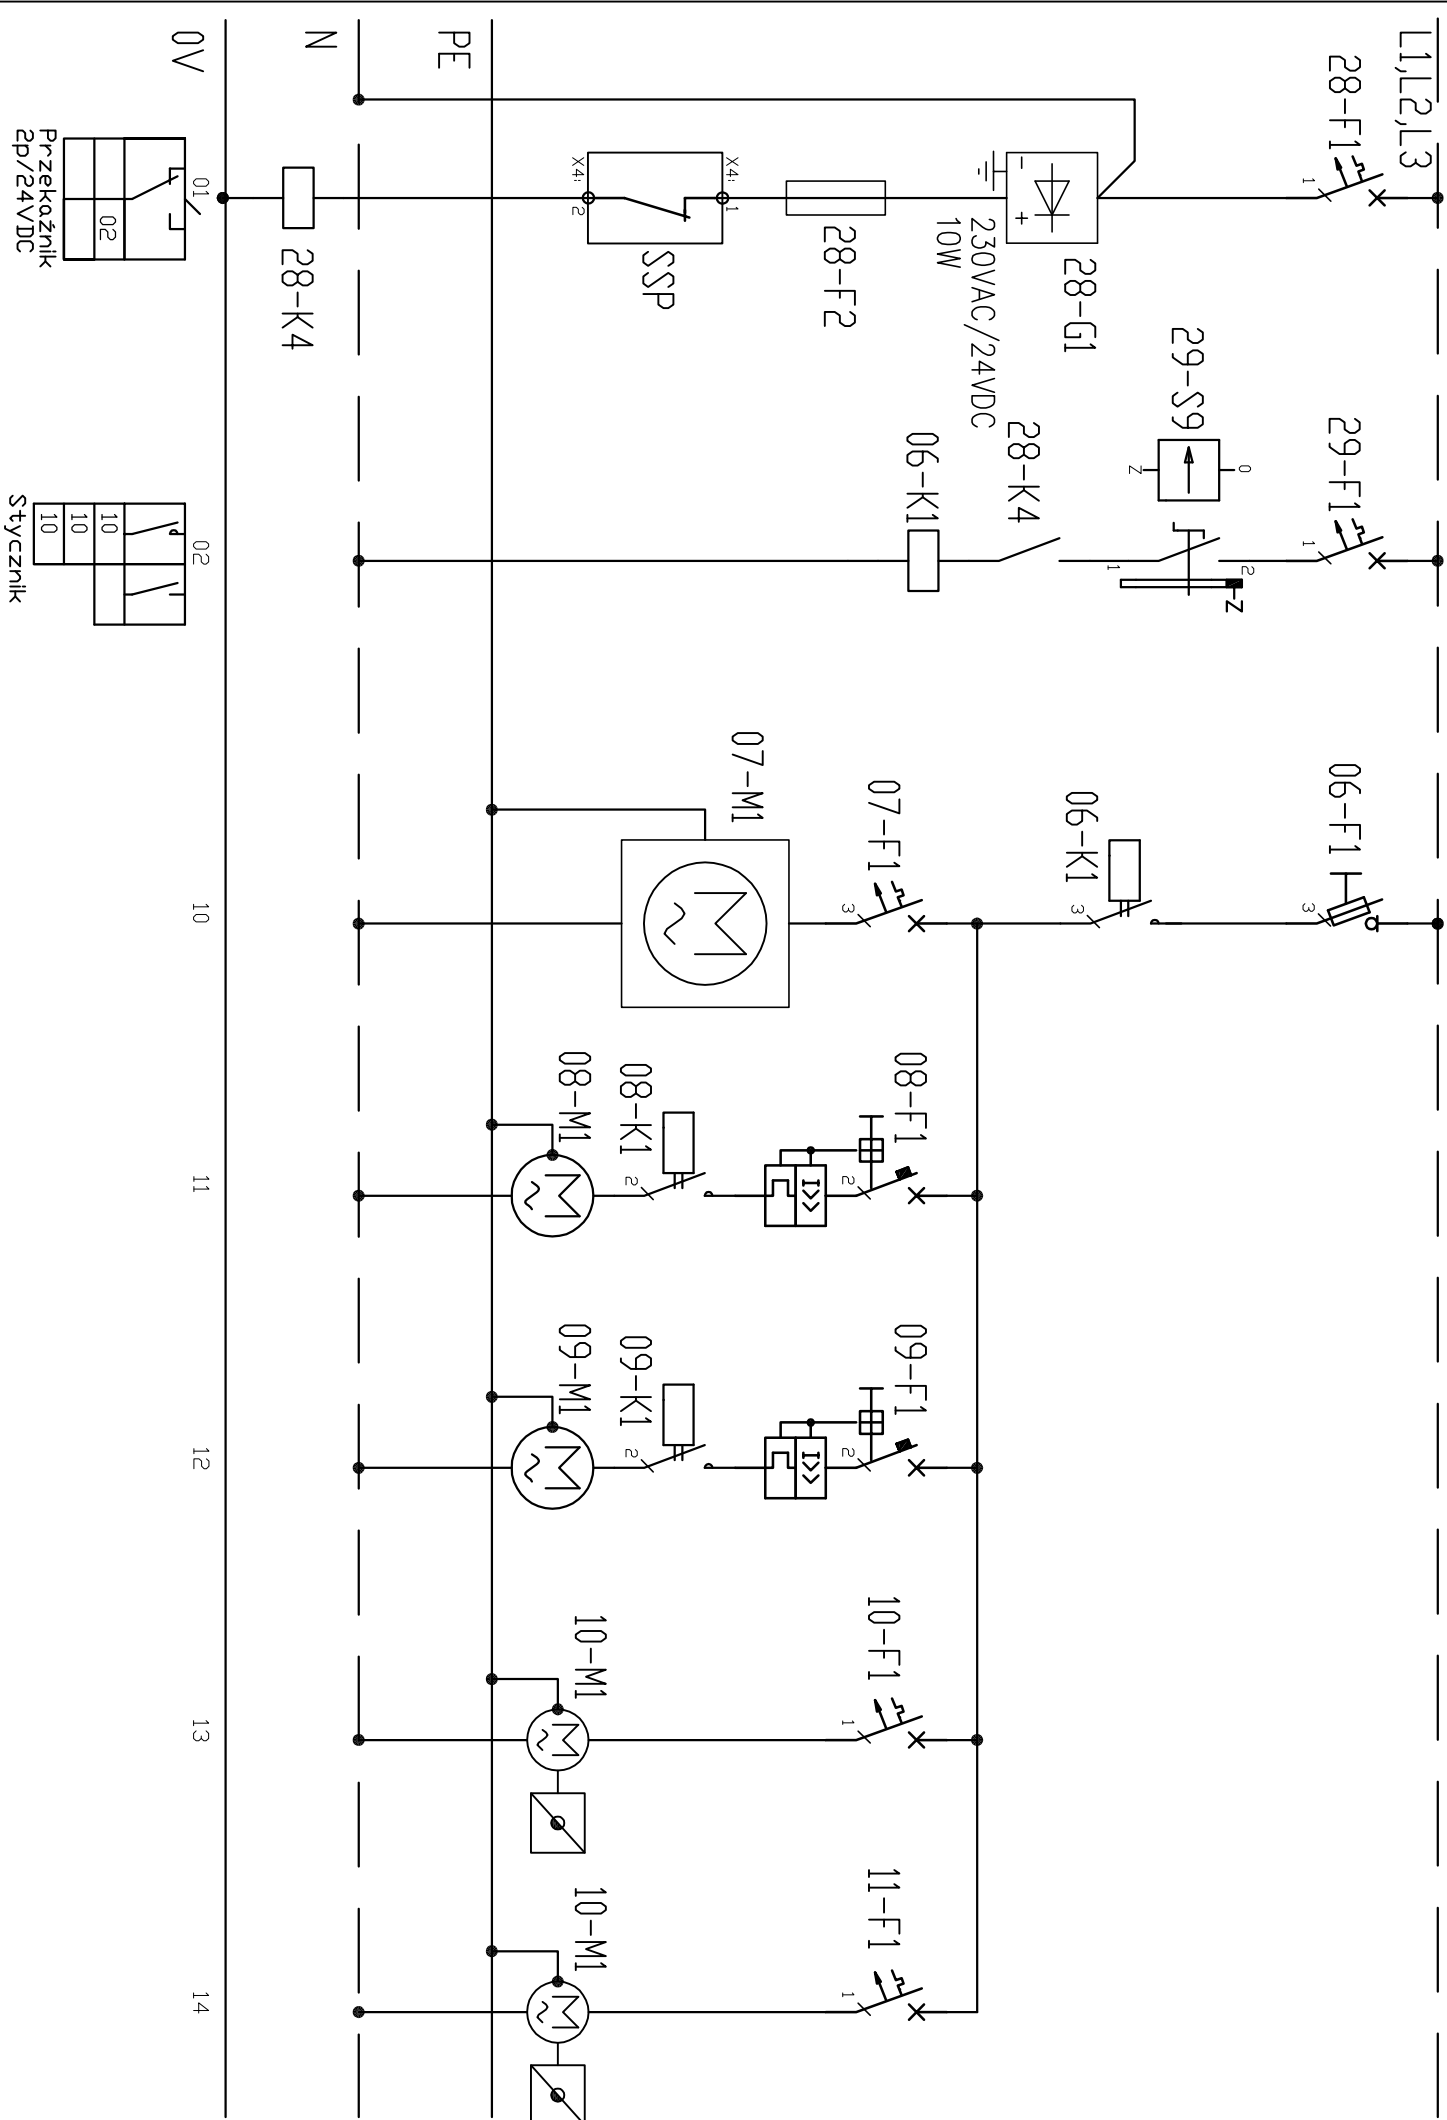 L1,L2,L3
28-F1
1
29-F1
1
06-F1
3
29-S9
0
Z
2
1
Z
28-G1
-
+
230VAC/24VDC
10W
28-K4
06-K1
06-K1
3
28-F2
07-F1
3
08-F1
2
I>>
09-F1
2
I>>
10-F1
1
11-F1
1
X4:
1
SSP
X4:
2
07-M1
M
~
08-K1
2
09-K1
2
08-M1
M
~
09-M1
M
~
10-M1
M
~
10-M1
M
~
PE
28-K4
N
0V
01
02
10
11
12
13
14
02
Przekaźnik
2p/24VDC
10
10
10
Stycznik